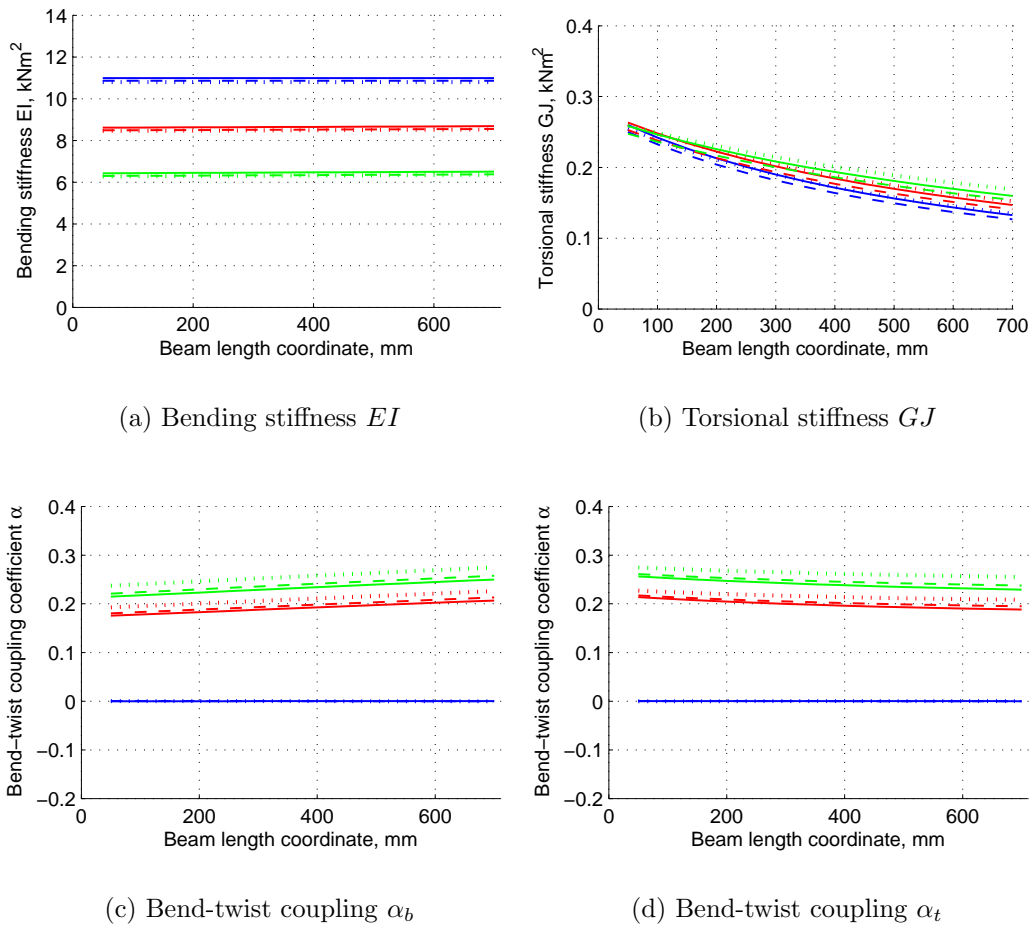 14
12
10
8
6
4
2
0
0 200 400 600
Bending stiffness EI, kNm²
Beam length coordinate, mm
(a) Bending stiffness EI
0.4
0.3
0.2
0.1
0
0 100 200 300 400 500 600 700
Torsional stiffness GJ, kNm²
Beam length coordinate, mm
(b) Torsional stiffness GJ
0.4
0.3
0.2
0.1
0
−0.1
−0.2
0 200 400 600
Bend−twist coupling coefficient α
Beam length coordinate, mm
(c) Bend-twist coupling α_b
0.4
0.3
0.2
0.1
0
−0.1
−0.2
0 200 400 600
Bend−twist coupling coefficient α
Beam length coordinate, mm
(d) Bend-twist coupling α_t